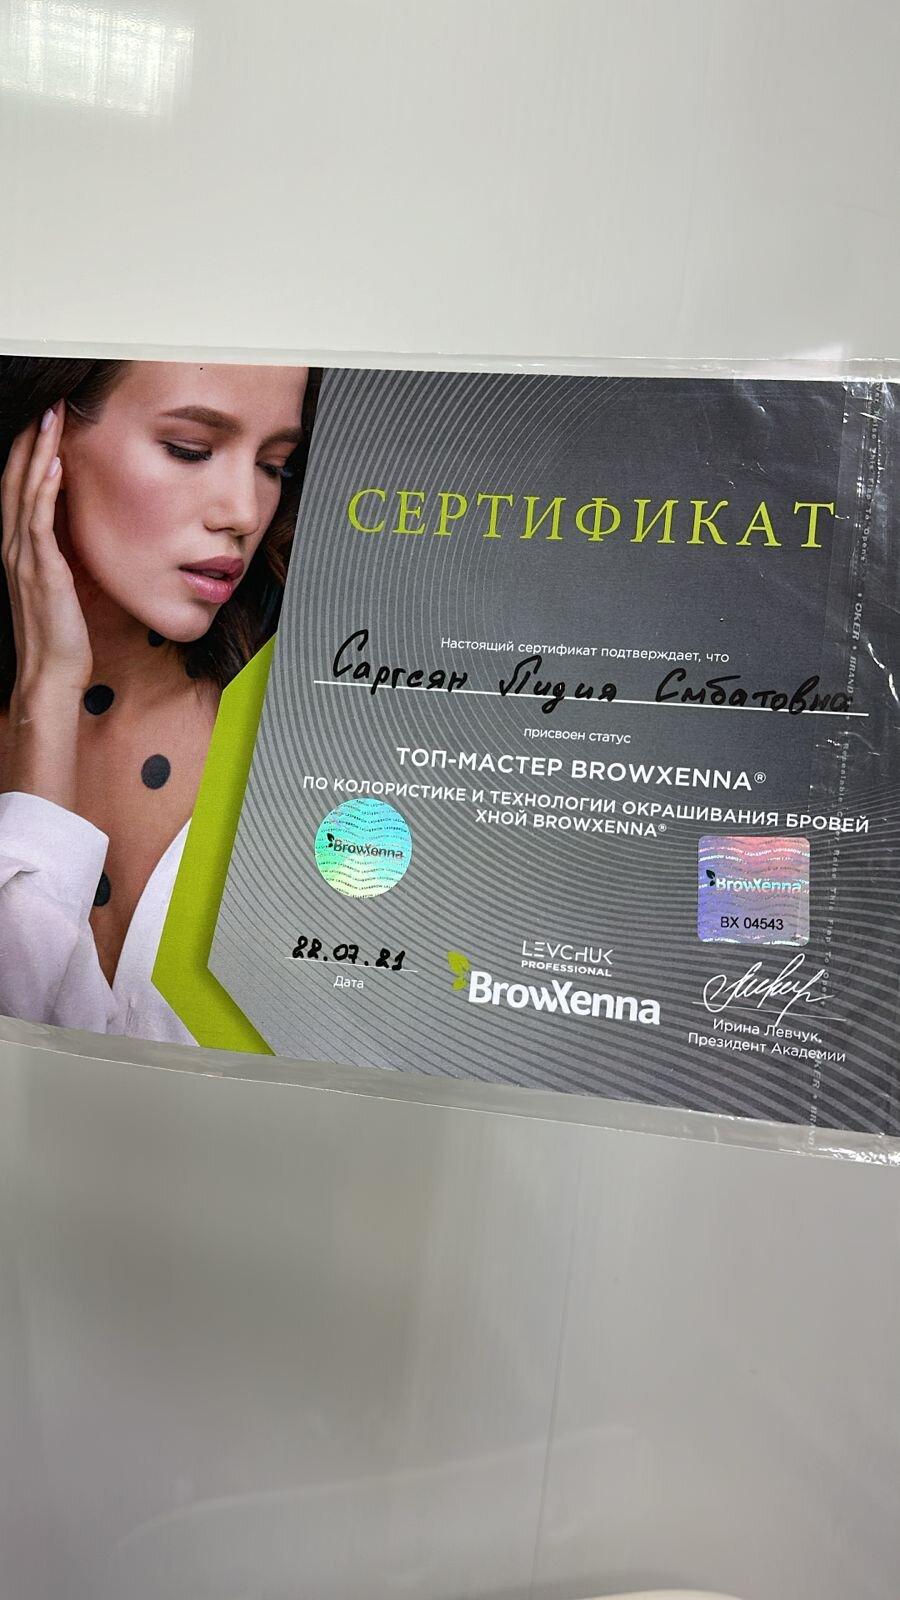 СЕРТИФИКАТ
Настоящий сертификат подтверждает, что
Саргсян Лидия Смбатовна
присвоен статус
ТОП-МАСТЕР BROWXENNA®
ПО КОЛОРИСТИКЕ И ТЕХНОЛОГИИ ОКРАШИВАНИЯ БРОВЕЙ
ХНОЙ BROWXENNA®
BrowXenna
BrowXenna
BX 04543
22.07.21
Дата
LEVCHUK
PROFESSIONAL
BrowXenna
Ирина Левчук,
Президент Академии